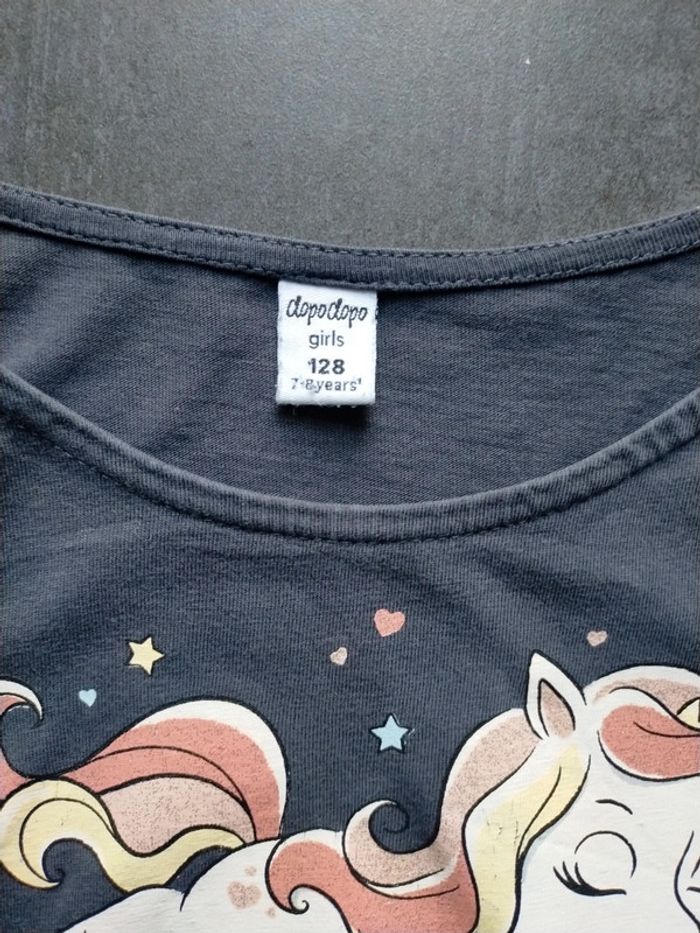 dopodopo
girls
128
7-8 years'